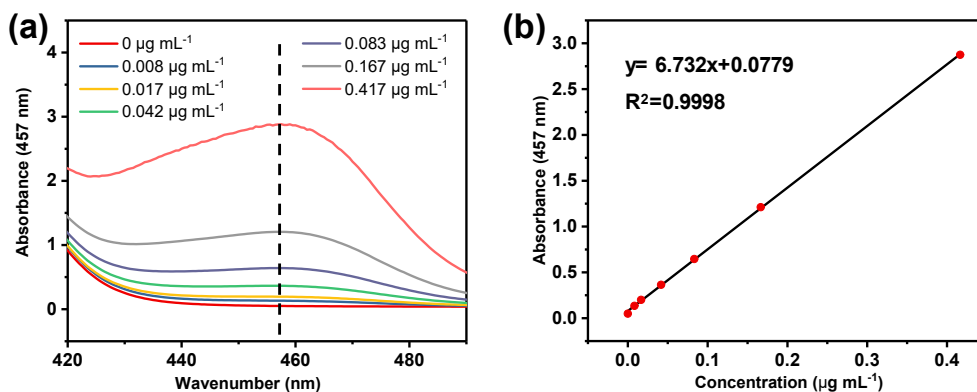 (a)
0 µg mL⁻¹
0.008 µg mL⁻¹
0.017 µg mL⁻¹
0.042 µg mL⁻¹
0.083 µg mL⁻¹
0.167 µg mL⁻¹
0.417 µg mL⁻¹
Absorbance (457 nm)
4
3
2
1
0
420 440 460 480
Wavenumber (nm)
(b)
y= 6.732x+0.0779
R²=0.9998
Absorbance (457 nm)
3.0
2.5
2.0
1.5
1.0
0.5
0.0
0.0 0.1 0.2 0.3 0.4
Concentration (µg mL⁻¹)